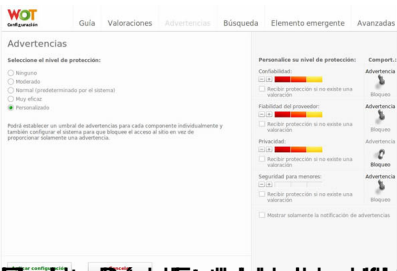 WOT
Configuración
Guía Valoraciones Advertencias Búsqueda Elemento emergente Avanzadas
Advertencias
Seleccione el nivel de protección:
Ninguno
Moderado
Normal (predeterminado por el sistema)
Muy eficaz
Personalizado
Podrá establecer un umbral de advertencias para cada componente individualmente y
también configurar el sistema para que bloquee el acceso al sitio en vez de
proporcionar solamente una advertencia.
Personalice su nivel de protección: Comport.:
Confiabilidad: Advertencia
Recibir protección si no existe una
valoración Bloqueo
Fiabilidad del proveedor: Advertencia
Recibir protección si no existe una
valoración Bloqueo
Privacidad: Advertencia
Recibir protección si no existe una
valoración Bloqueo
Seguridad para menores: Advertencia
Recibir protección si no existe una
valoración Bloqueo
Mostrar solamente la notificación de advertencias